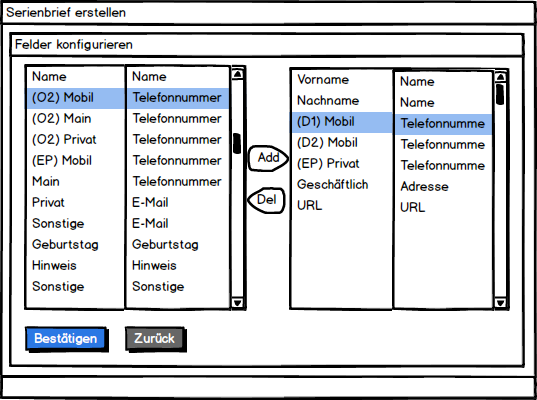 Serienbrief erstellen
Felder konfigurieren
Name Name
(O2) Mobil Telefonnummer
(O2) Main Telefonnummer
(O2) Privat Telefonnummer
(EP) Mobil Telefonnummer
Main Telefonnummer
Privat E-Mail
Sonstige E-Mail
Geburtstag Geburtstag
Hinweis Hinweis
Sonstige Sonstige
Add
Del
Vorname Name
Nachname Name
(D1) Mobil Telefonnumme
(D2) Mobil Telefonnumme
(EP) Privat Telefonnumme
Geschäftlich Adresse
URL URL
Bestätigen Zurück